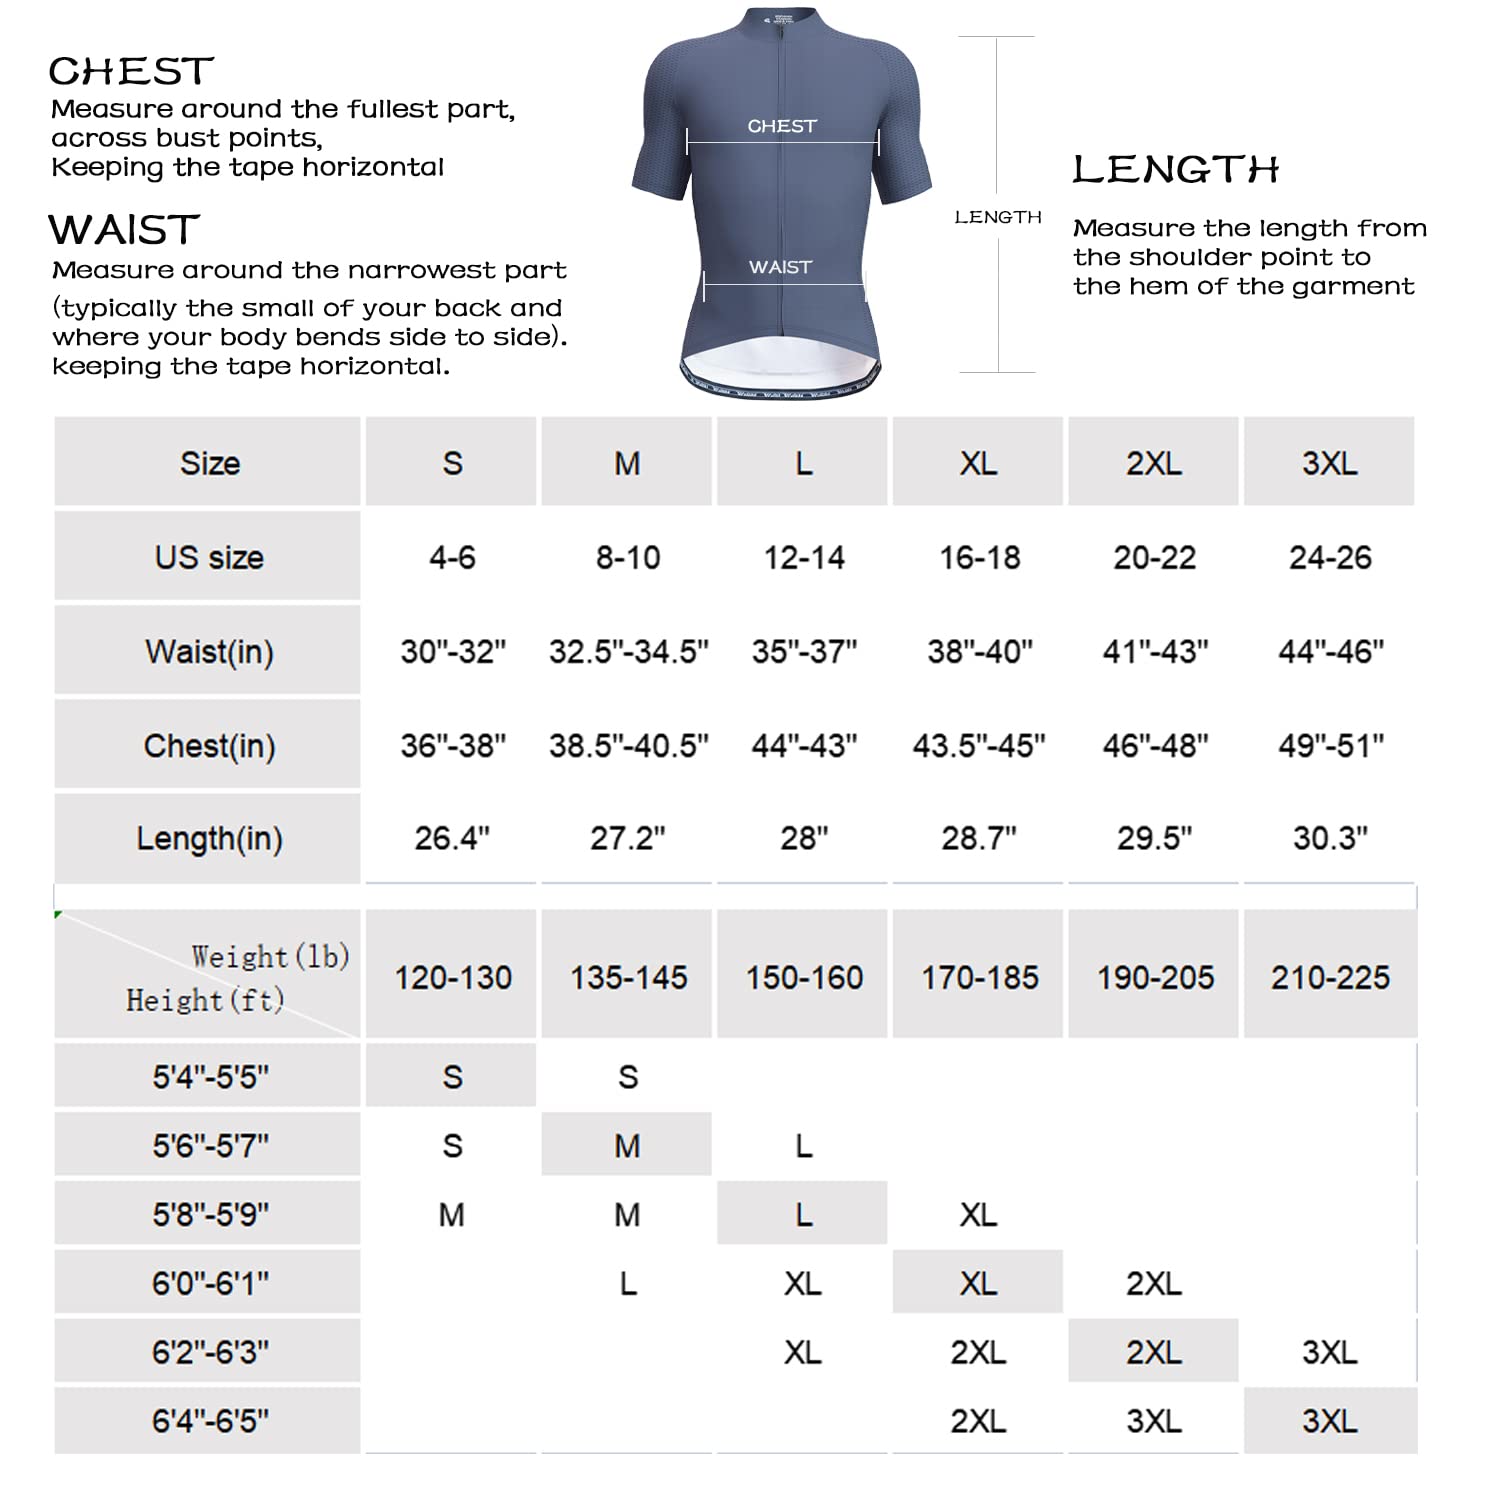 CHEST
Measure around the fullest part,
across bust points,
Keeping the tape horizontal
WAIST
Measure around the narrowest part
(typically the small of your back and
where your body bends side to side).
keeping the tape horizontal.
CHEST
WAIST
LENGTH
LENGTH
Measure the length from
the shoulder point to
the hem of the garment
Size S M L XL 2XL 3XL
US size 4-6 8-10 12-14 16-18 20-22 24-26
Waist(in) 30"-32" 32.5"-34.5" 35"-37" 38"-40" 41"-43" 44"-46"
Chest(in) 36"-38" 38.5"-40.5" 44"-43" 43.5"-45" 46"-48" 49"-51"
Length(in) 26.4" 27.2" 28" 28.7" 29.5" 30.3"
Weight(lb)
Height(ft)
120-130 135-145 150-160 170-185 190-205 210-225
5'4"-5'5" S S
5'6"-5'7" S M L
5'8"-5'9" M M L XL
6'0"-6'1" L XL XL 2XL
6'2"-6'3" XL 2XL 2XL 3XL
6'4"-6'5" 2XL 3XL 3XL